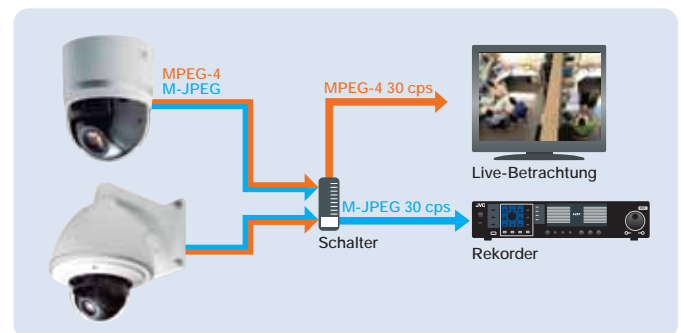 MPEG-4
M-JPEG
MPEG-4 30 cps
Live-Betrachtung
M-JPEG 30 cps
Schalter
JVC
Rekorder